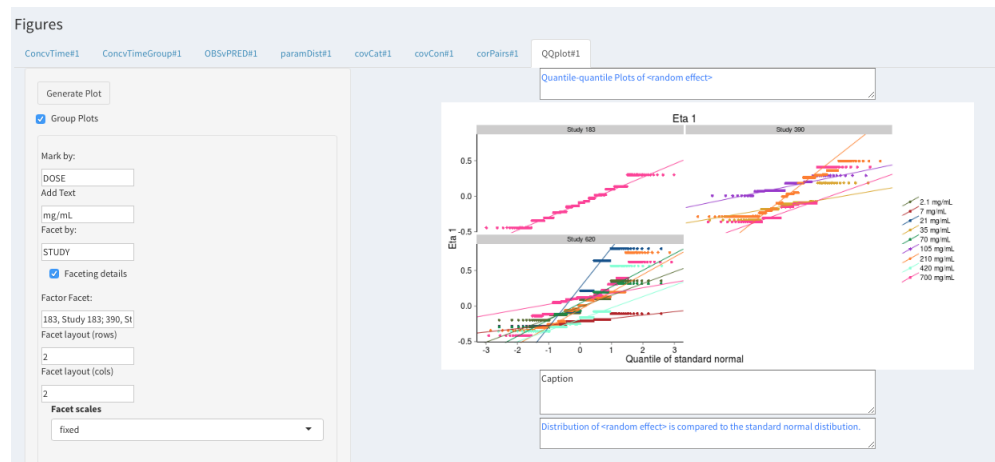 Figures
ConcvTime#1
ConcvTimeGroup#1
OBSvPRED#1
paramDist#1
covCat#1
covCon#1
corPairs#1
QQplot#1
Generate Plot
Group Plots
Mark by:
DOSE
Add Text
mg/mL
Facet by:
STUDY
Faceting details
Factor Facet:
183, Study 183; 390, St
Facet layout (rows)
2
Facet layout (cols)
2
Facet scales
fixed
Quantile-quantile Plots of <random effect>
Eta 1
Study 183
Study 390
0.5
0.0
-0.5
Eta 1
Study 620
0.5
0.0
-0.5
-3 -2 -1 0 1 2 3
Quantile of standard normal
2.1 mg/mL
7 mg/mL
21 mg/mL
35 mg/mL
70 mg/mL
105 mg/mL
210 mg/mL
420 mg/mL
700 mg/mL
Caption
Distribution of <random effect> is compared to the standard normal distibution.